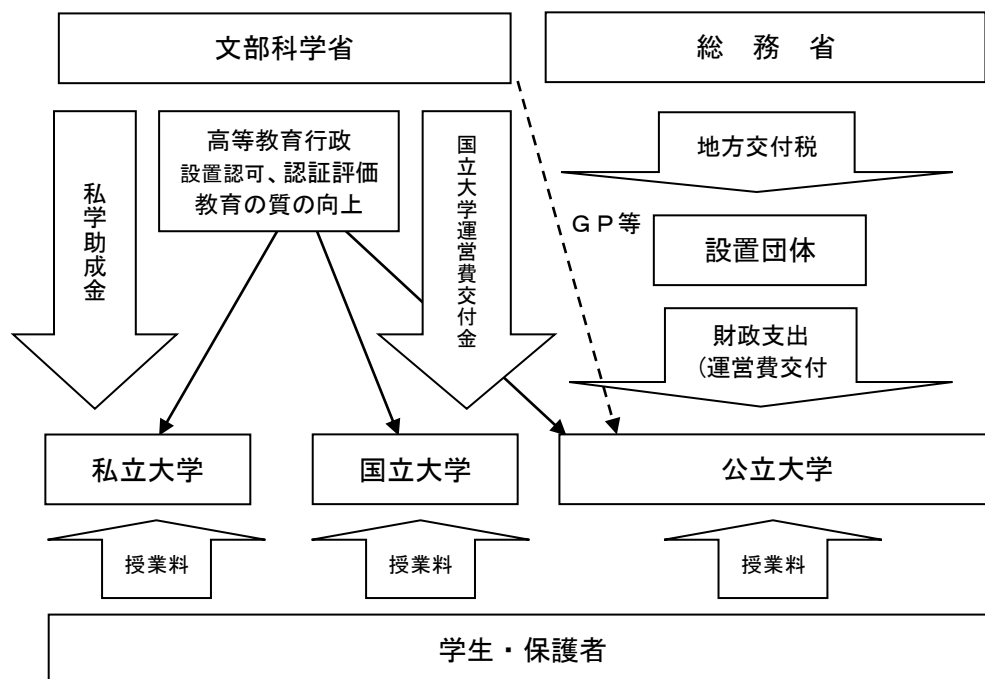 文部科学省
総 務 省
高等教育行政
設置認可、認証評価
教育の質の向上
私学助成金
国立大学運営費交付金
地方交付税
GP等
設置団体
財政支出
(運営費交付
私立大学
国立大学
公立大学
授業料
授業料
授業料
学生・保護者